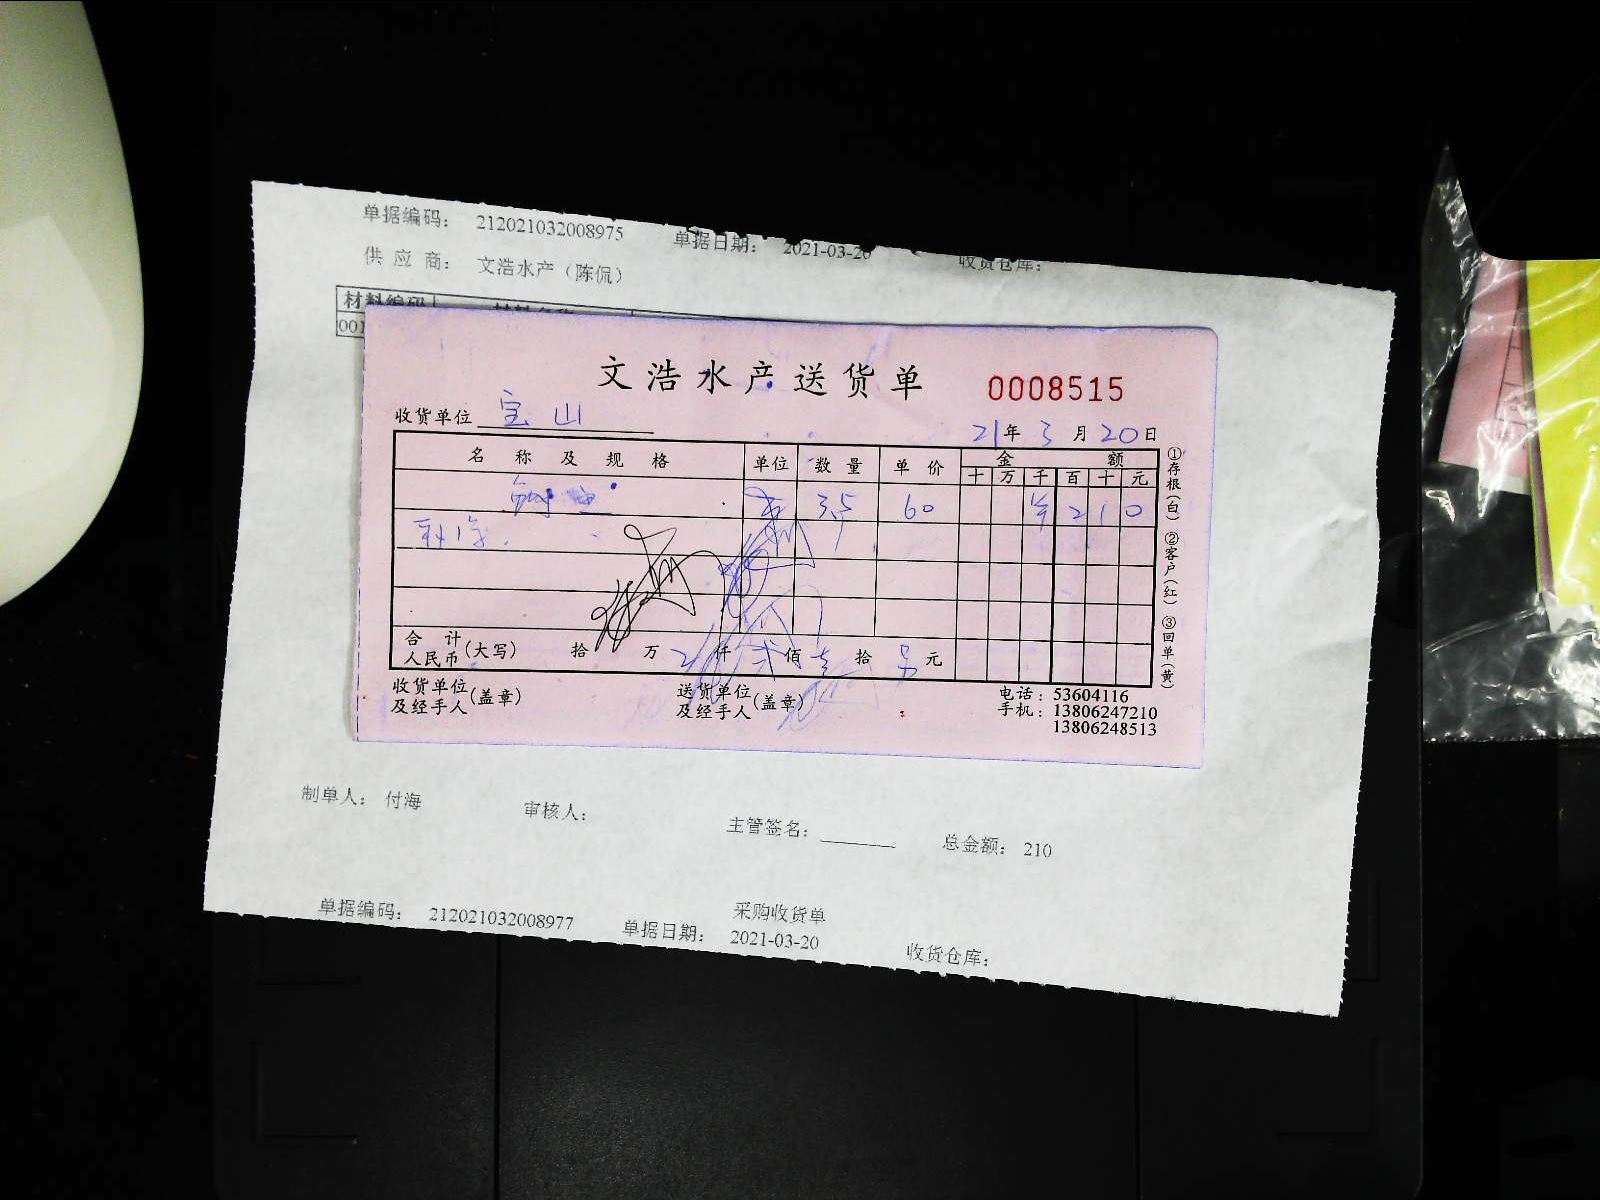 单据编码： 212021032008975 单据日期： 2021-03-20 收货仓库：
供 应 商： 文浩水产（陈侃）
材料编码
001
文浩水产送货单 0008515
收货单位 宝山
21年3月20日
名称及规格 单位 数量 单价 金额
十 万 千 百 十 元
3.5 60 ¥ 2 1 0
合计
人民币(大写) 拾 万 仟 佰 拾 元
收货单位
及经手人(盖章)
送货单位
及经手人(盖章)
电话：53604116
手机：13806247210
13806248513
①存根(白) ②客户(红) ③回单(黄)
制单人： 付海 审核人： 主管签名： 总金额： 210
采购收货单
单据编码： 212021032008977 单据日期： 2021-03-20 收货仓库：